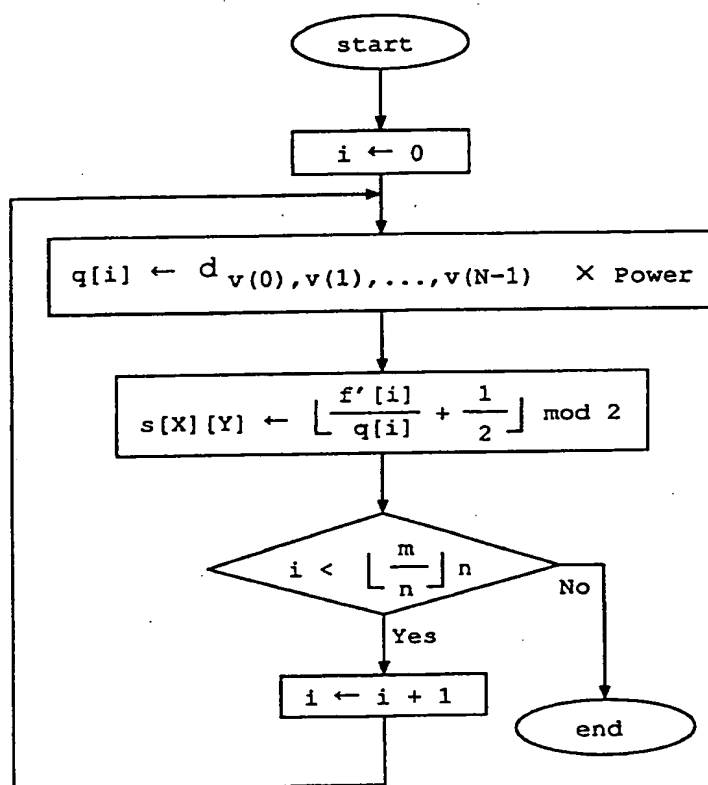 start
i ← 0
q[i] ← d v(0),v(1),...,v(N-1) × Power
s[X][Y] ← ⌊ f'[i] / q[i] + 1 / 2 ⌋ mod 2
i < ⌊ m / n ⌋ n
No
Yes
i ← i + 1
end